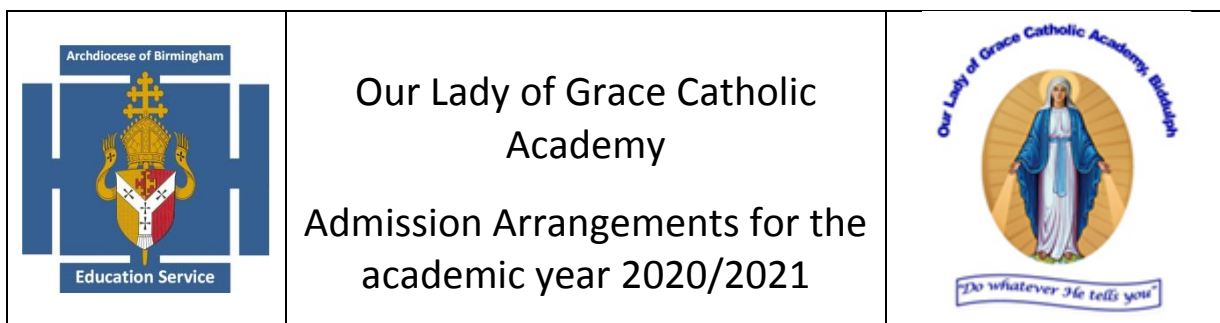 Archdiocese of Birmingham
Education Service
Our Lady of Grace Catholic
Academy
Admission Arrangements for the
academic year 2020/2021
Our Lady of Grace Catholic Academy, Biddulph
"Do whatever He tells you"